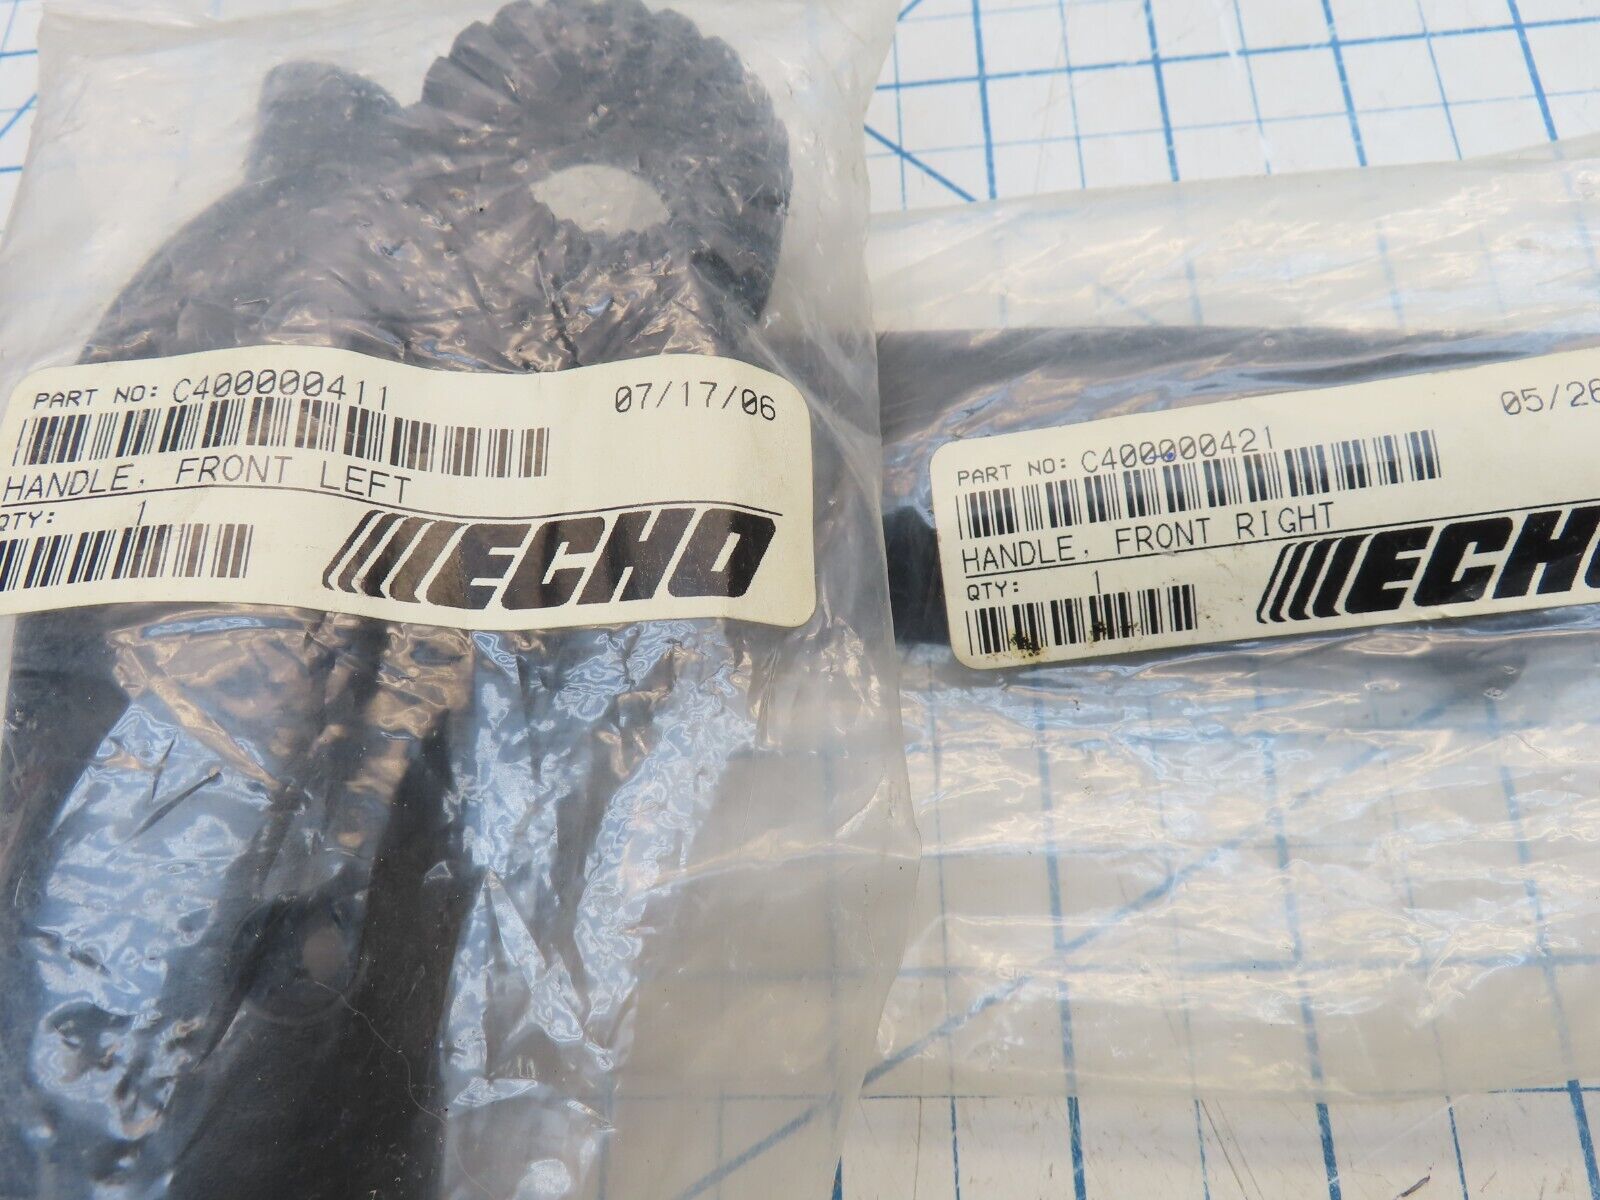 PART NO: C400000411 07/17/06
HANDLE, FRONT LEFT
QTY: 1
ECHO
PART NO: C400000421 05/26
HANDLE, FRONT RIGHT
QTY: 1
ECHO